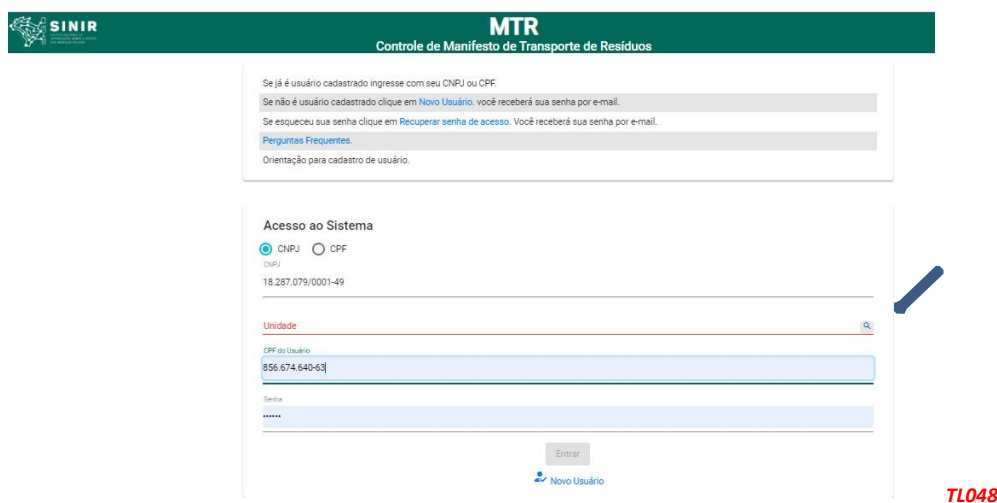 SINIR
MTR
Controle de Manifesto de Transporte de Resíduos
Se já é usuário cadastrado ingresse com seu CNPJ ou CPF.
Se não é usuário cadastrado clique em Novo Usuário. você receberá sua senha por e-mail.
Se esqueceu sua senha clique em Recuperar senha de acesso. Você receberá sua senha por e-mail.
Perguntas Frequentes.
Orientação para cadastro de usuário.
Acesso ao Sistema
CNPJ CPF
CNPJ
18.287.079/0001-49
Unidade
CPF do Usuário
856.674.640-63
Senha
••••••
Entrar
Novo Usuário
TL048